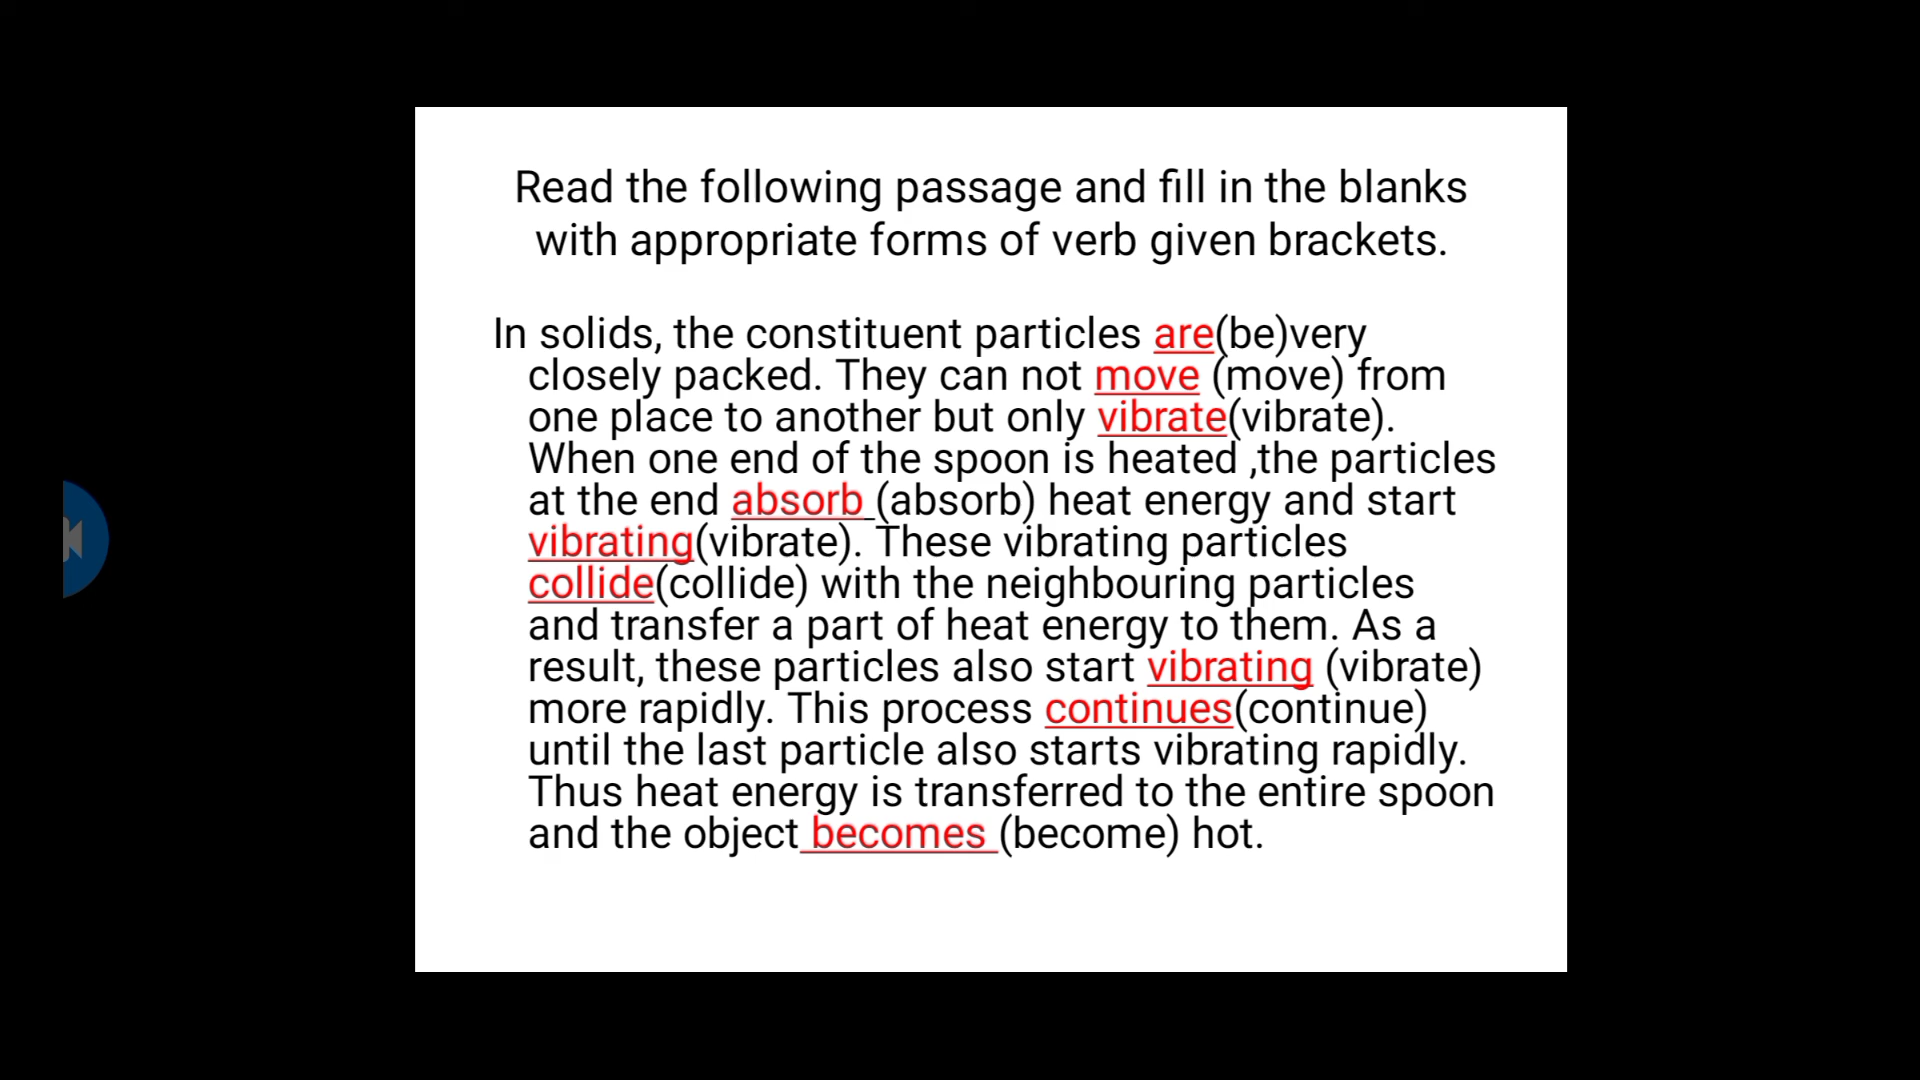 Read the following passage and fill in the blanks
with appropriate forms of verb given brackets.
In solids, the constituent particles are(be)very
closely packed. They can not move (move) from
one place to another but only vibrate(vibrate).
When one end of the spoon is heated ,the particles
at the end absorb (absorb) heat energy and start
vibrating(vibrate). These vibrating particles
collide(collide) with the neighbouring particles
and transfer a part of heat energy to them. As a
result, these particles also start vibrating (vibrate)
more rapidly. This process continues(continue)
until the last particle also starts vibrating rapidly.
Thus heat energy is transferred to the entire spoon
and the object becomes (become) hot.